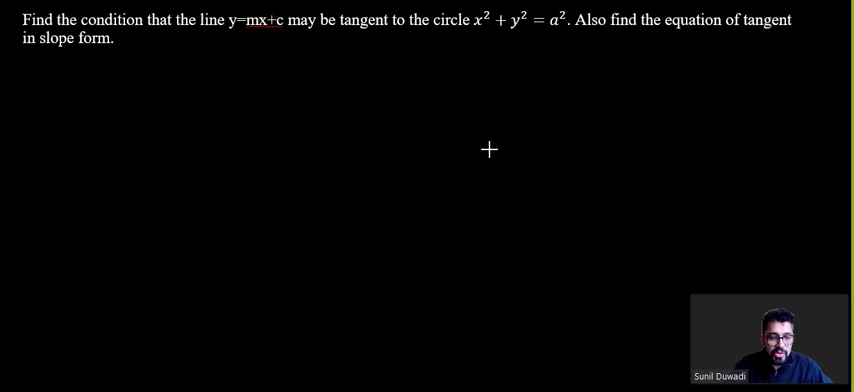 Find the condition that the line y=mx+c may be tangent to the circle x² + y² = a². Also find the equation of tangent
in slope form.
Sunil Duwadi